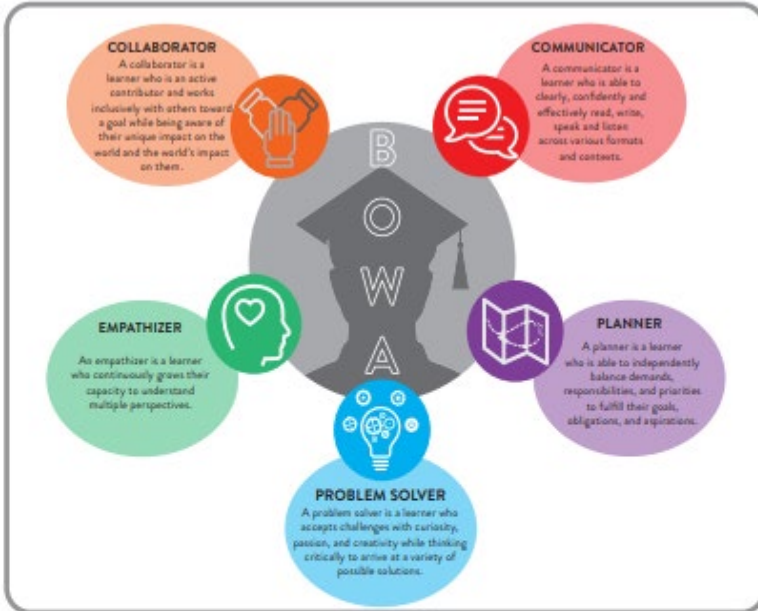 COLLABORATOR
A collaborator is a
learner who is an active
contributor and works
inclusively with others toward
a goal while being aware of
their unique impact on the
world and the world's impact
on them.
COMMUNICATOR
A communicator is a
learner who is able to
clearly, confidently and
effectively read, write,
speak and listen
across various formats
and contexts.
B
O
W
A
EMPATHIZER
An empathizer is a learner
who continuously grows their
capacity to understand
multiple perspectives.
PLANNER
A planner is a learner
who is able to independently
balance demands,
responsibilities, and priorities
to fulfill their goals,
obligations, and aspirations.
PROBLEM SOLVER
A problem solver is a learner who
accepts challenges with curiosity,
passion, and creativity while thinking
critically to arrive at a variety of
possible solutions.